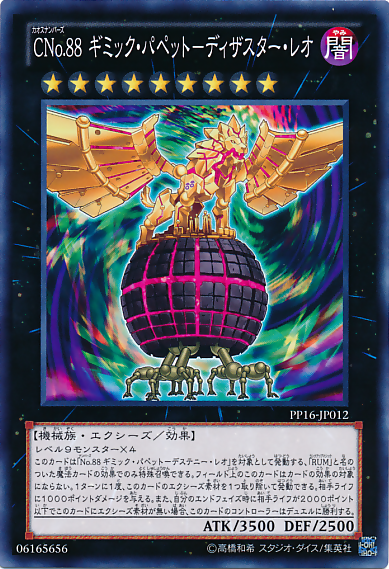 カオスナンバーズ
CNo.88 ギミック・パペット-ディザスター・レオ
やみ
闇
PP16-JP012
【機械族・エクシーズ／効果】
レベル9モンスター×4
このカードは「No.88 ギミック・パペット-デステニー・レオ」を対象として発動する、「RUM」と名の
ついた魔法カードの効果でのみ特殊召喚できる。フィールド上のこのカードはカードの効果の対象
にならない。1ターンに1度、このカードのエクシーズ素材を1つ取り除いて発動できる。相手ライフ
に1000ポイントダメージを与える。また、自分のエンドフェイズ時に相手ライフが2000ポイント
以下でこのカードにエクシーズ素材が無い場合、このカードのコントローラーはデュエルに勝利する。
ATK/3500 DEF/2500
06165656
©高橋和希 スタジオ・ダイス/集英社